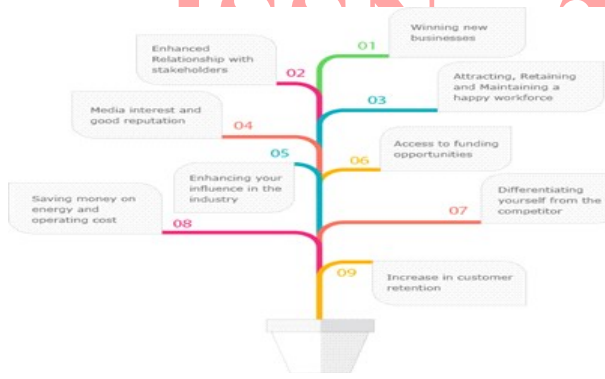 01
Winning new
businesses
02
Enhanced
Relationship with
stakeholders
03
Attracting, Retaining
and Maintaining a
happy workforce
04
Media interest and
good reputation
05
Enhancing your
influence in the
industry
06
Access to funding
opportunities
07
Differentiating
yourself from the
competitor
08
Saving money on
energy and
operating cost
09
Increase in customer
retention